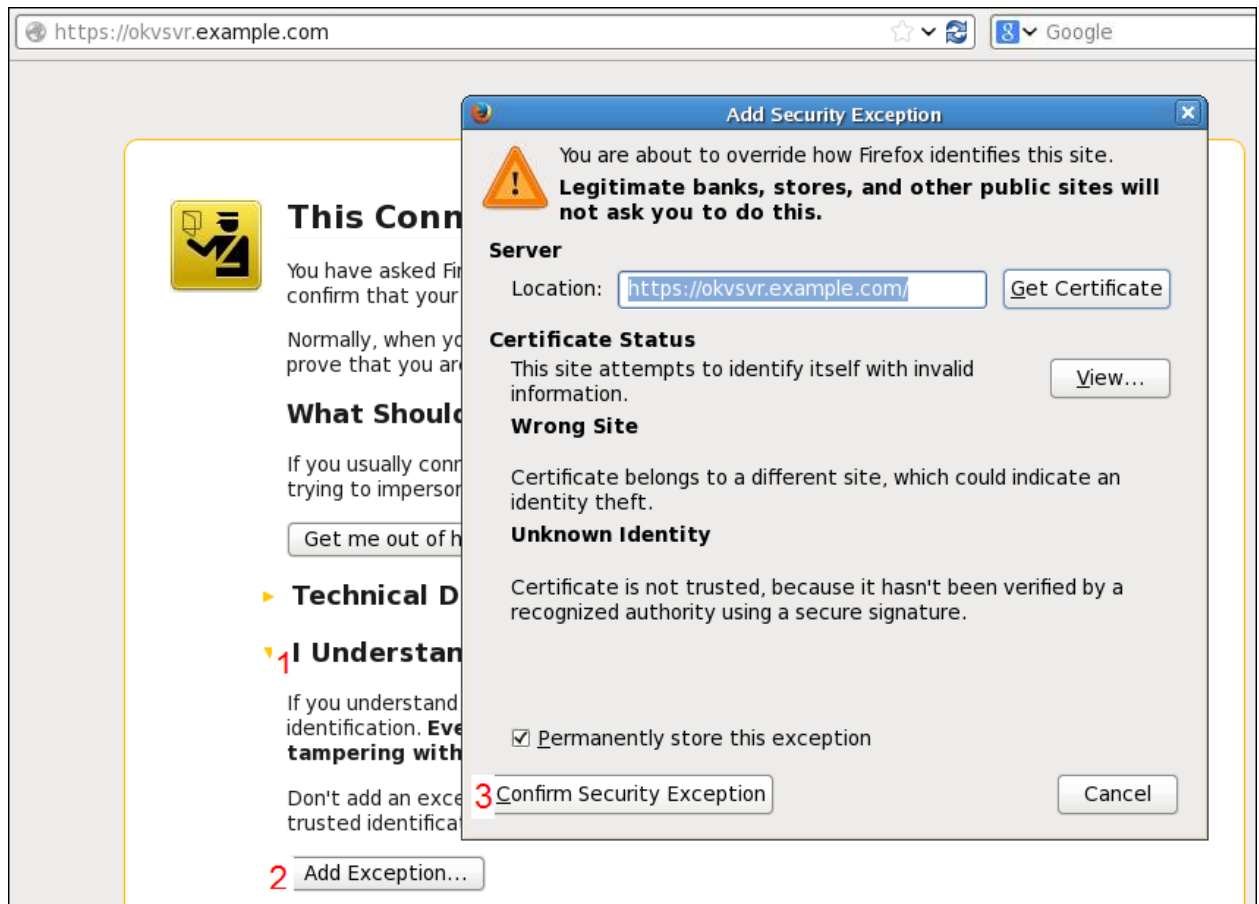 https://okvsvr.example.com
8
Google
Add Security Exception
You are about to override how Firefox identifies this site.
Legitimate banks, stores, and other public sites will
not ask you to do this.
Server
Location: https://okvsvr.example.com/ Get Certificate
Certificate Status
This site attempts to identify itself with invalid
information.
View...
Wrong Site
Certificate belongs to a different site, which could indicate an
identity theft.
Unknown Identity
Certificate is not trusted, because it hasn't been verified by a
recognized authority using a secure signature.
Permanently store this exception
3 Confirm Security Exception Cancel
This Conn
You have asked Fir
confirm that your
Normally, when yo
prove that you are
What Should
If you usually conn
trying to imperson
Get me out of h
Technical D
1 I Understan
If you understand
identification. Eve
tampering with
Don't add an exce
trusted identificat
2 Add Exception...